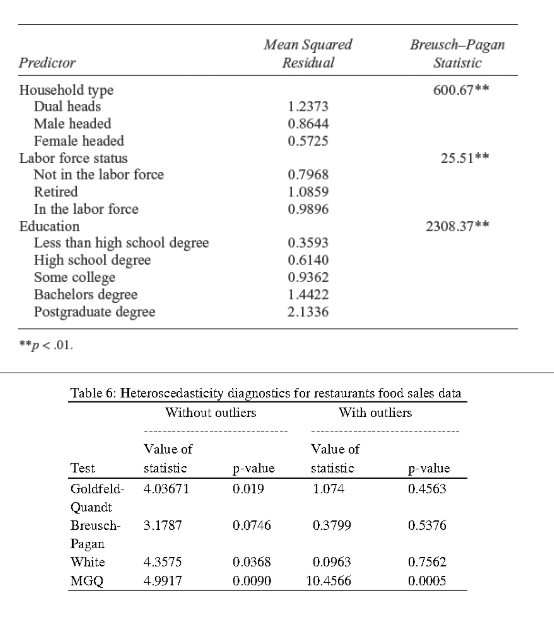 Predictor Mean Squared Residual Breusch–Pagan Statistic
Household type 600.67**
Dual heads 1.2373
Male headed 0.8644
Female headed 0.5725
Labor force status 25.51**
Not in the labor force 0.7968
Retired 1.0859
In the labor force 0.9896
Education 2308.37**
Less than high school degree 0.3593
High school degree 0.6140
Some college 0.9362
Bachelors degree 1.4422
Postgraduate degree 2.1336
**p < .01.
Table 6: Heteroscedasticity diagnostics for restaurants food sales data
Without outliers With outliers
Test Value of statistic p-value Value of statistic p-value
Goldfeld-Quandt 4.03671 0.019 1.074 0.4563
Breusch-Pagan 3.1787 0.0746 0.3799 0.5376
White 4.3575 0.0368 0.0963 0.7562
MGQ 4.9917 0.0090 10.4566 0.0005